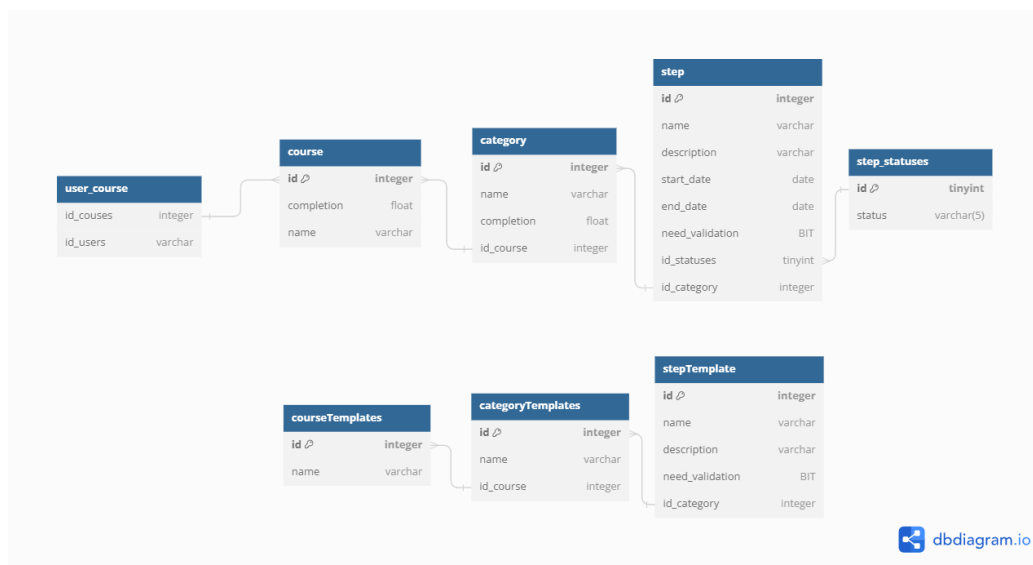 user_course
id_couses integer
id_users varchar
course
id integer
completion float
name varchar
category
id integer
name varchar
completion float
id_course integer
step
id integer
name varchar
description varchar
start_date date
end_date date
need_validation BIT
id_statuses tinyint
id_category integer
step_statuses
id tinyint
status varchar(5)
courseTemplates
id integer
name varchar
categoryTemplates
id integer
name varchar
id_course integer
stepTemplate
id integer
name varchar
description varchar
need_validation BIT
id_category integer
dbdiagram.io